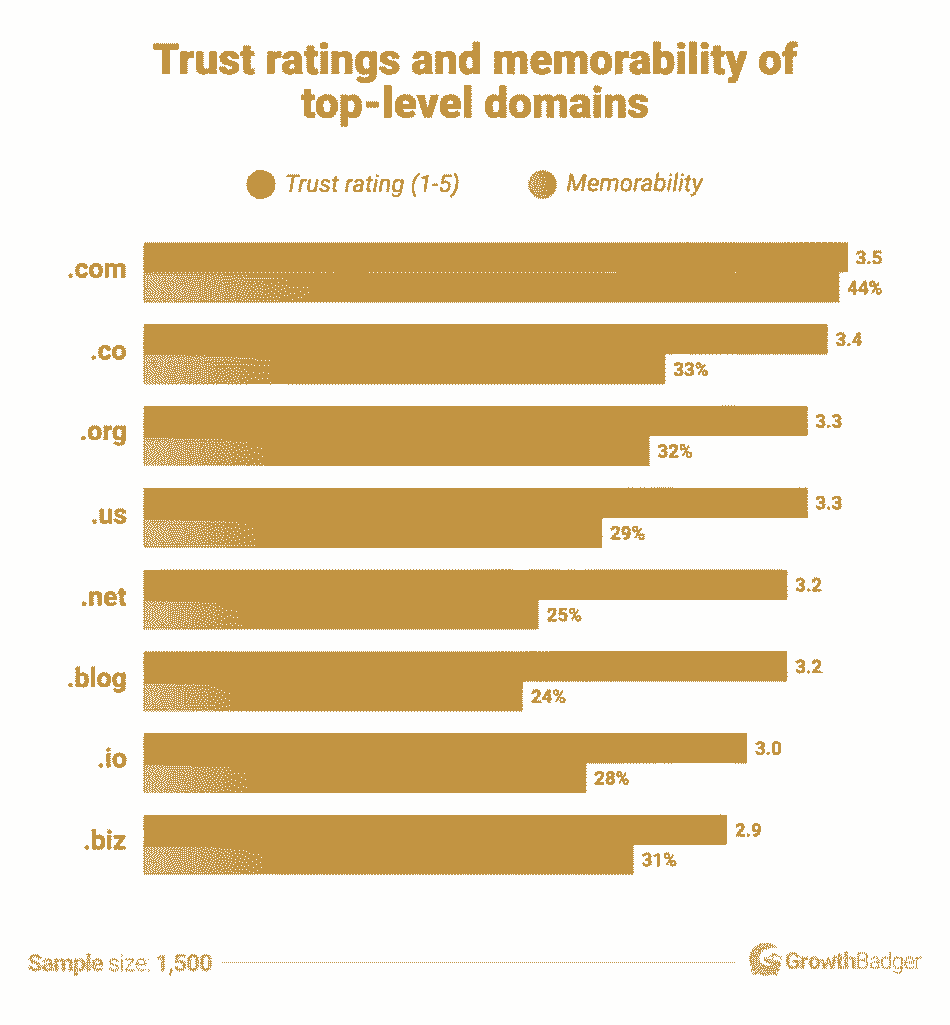 Trust ratings and memorability of
top-level domains
Trust rating (1-5) Memorability
.com 3.5
44%
.co 3.4
33%
.org 3.3
32%
.us 3.3
29%
.net 3.2
25%
.blog 3.2
24%
.io 3.0
28%
.biz 2.9
31%
Sample size: 1,500 GrowthBadger